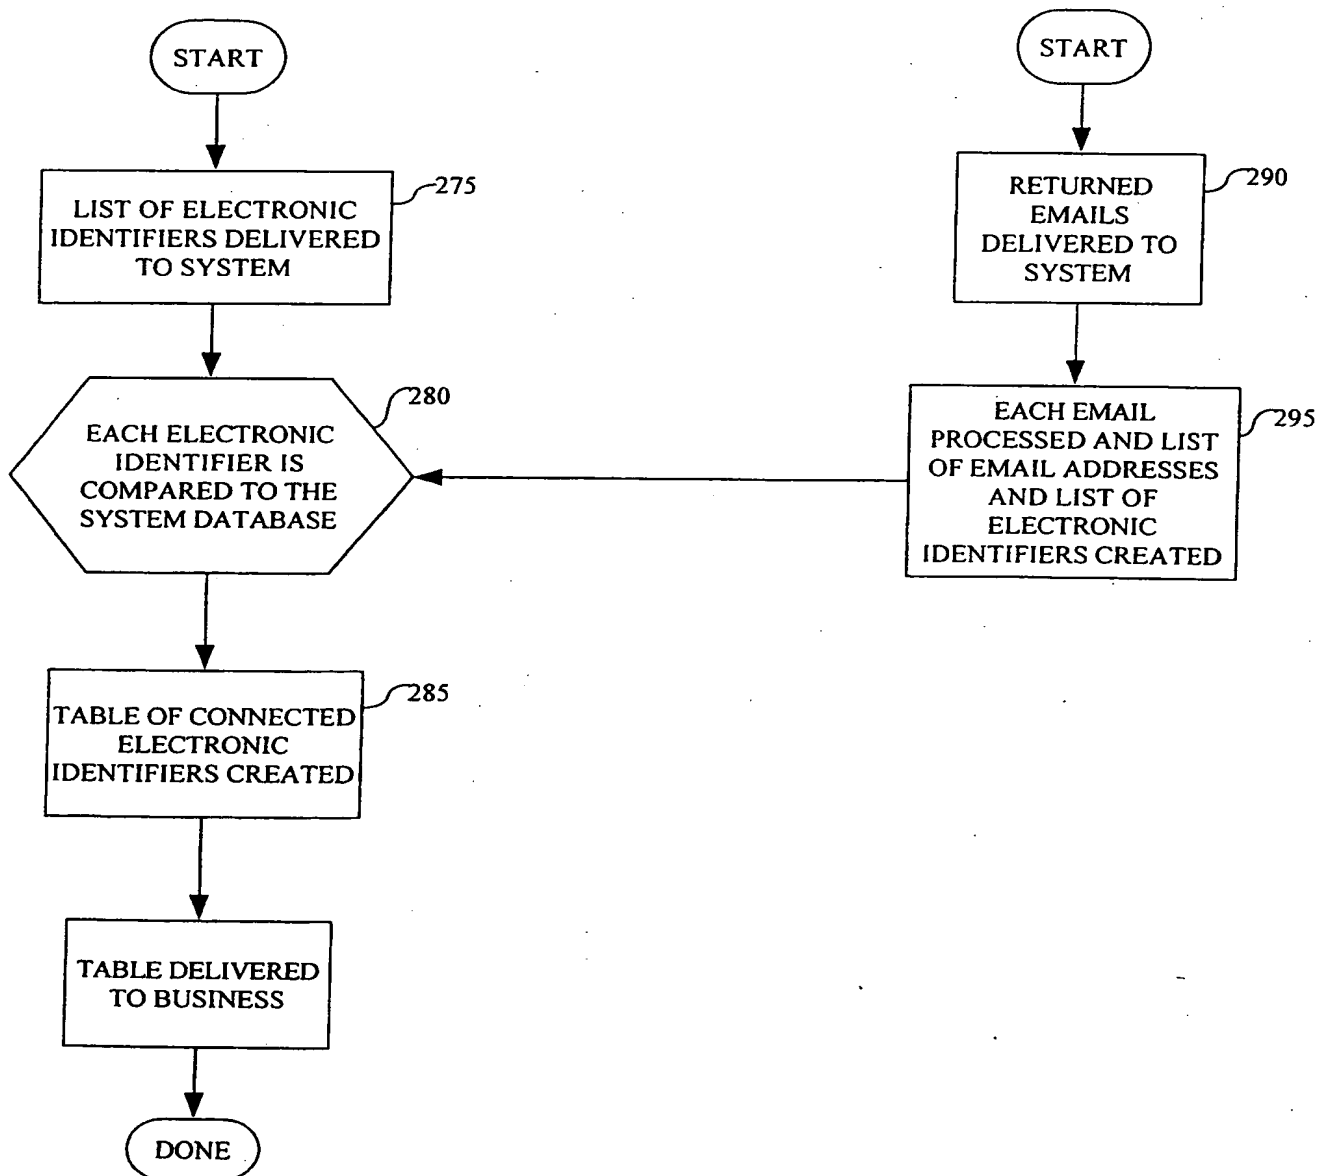 START
LIST OF ELECTRONIC
IDENTIFIERS DELIVERED
TO SYSTEM
275
EACH ELECTRONIC
IDENTIFIER IS
COMPARED TO THE
SYSTEM DATABASE
280
TABLE OF CONNECTED
ELECTRONIC
IDENTIFIERS CREATED
285
TABLE DELIVERED
TO BUSINESS
DONE
START
RETURNED
EMAILS
DELIVERED TO
SYSTEM
290
EACH EMAIL
PROCESSED AND LIST
OF EMAIL ADDRESSES
AND LIST OF
ELECTRONIC
IDENTIFIERS CREATED
295